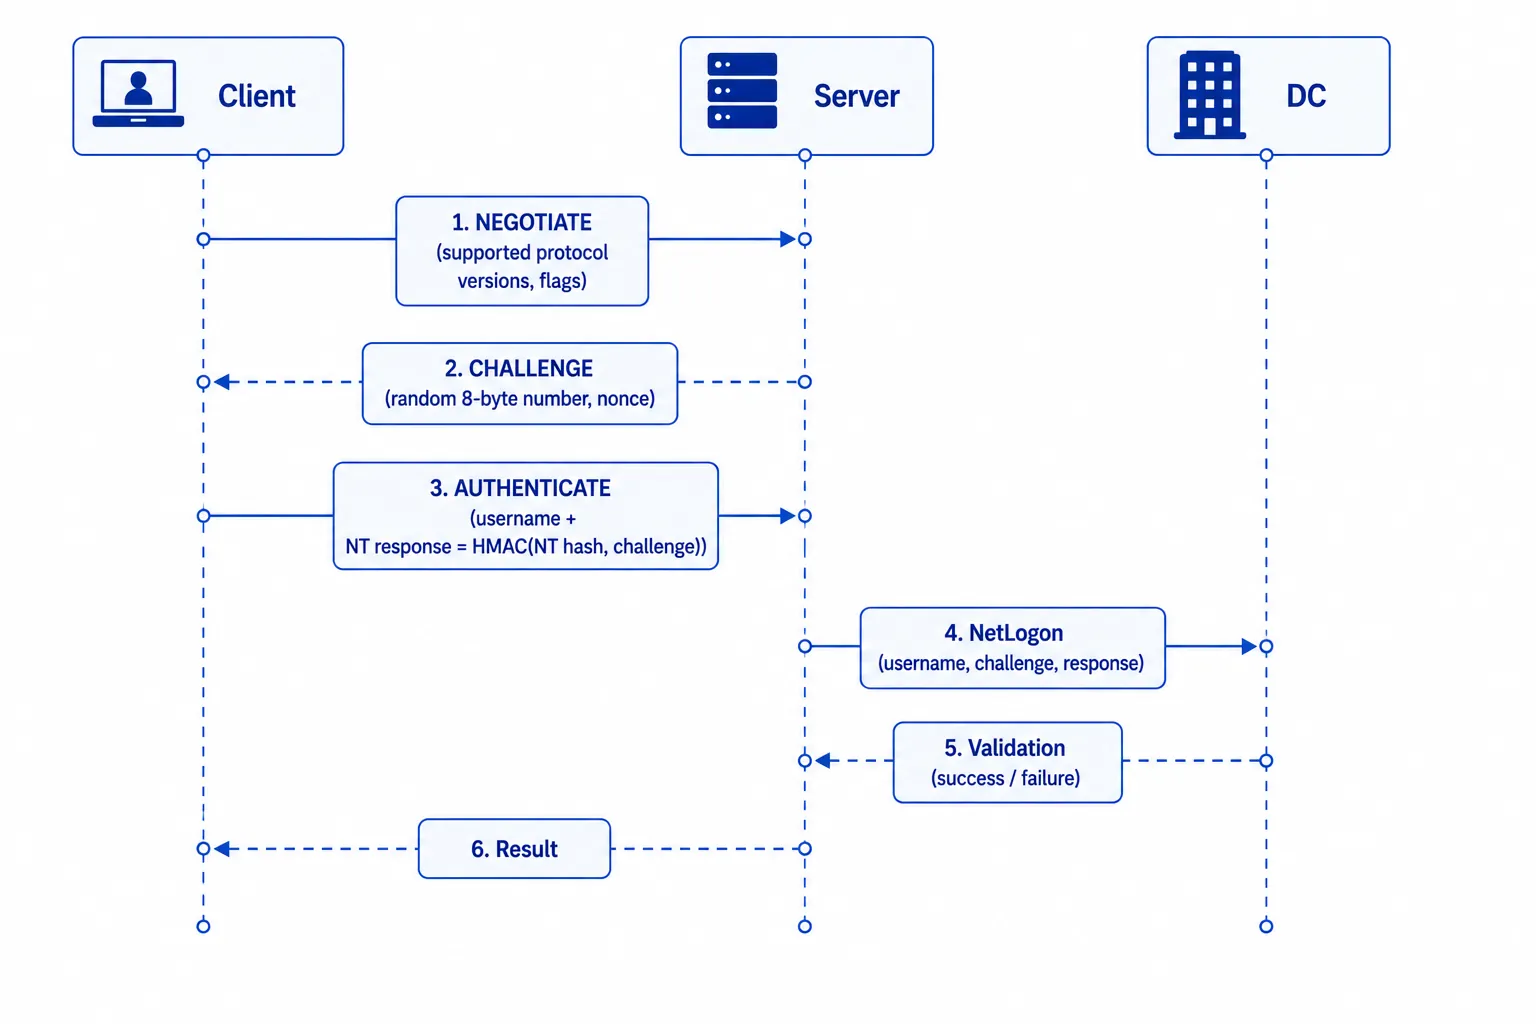 Client
Server
DC
1. NEGOTIATE
(supported protocol
versions, flags)
2. CHALLENGE
(random 8-byte number, nonce)
3. AUTHENTICATE
(username +
NT response = HMAC(NT hash, challenge))
4. NetLogon
(username, challenge, response)
5. Validation
(success / failure)
6. Result